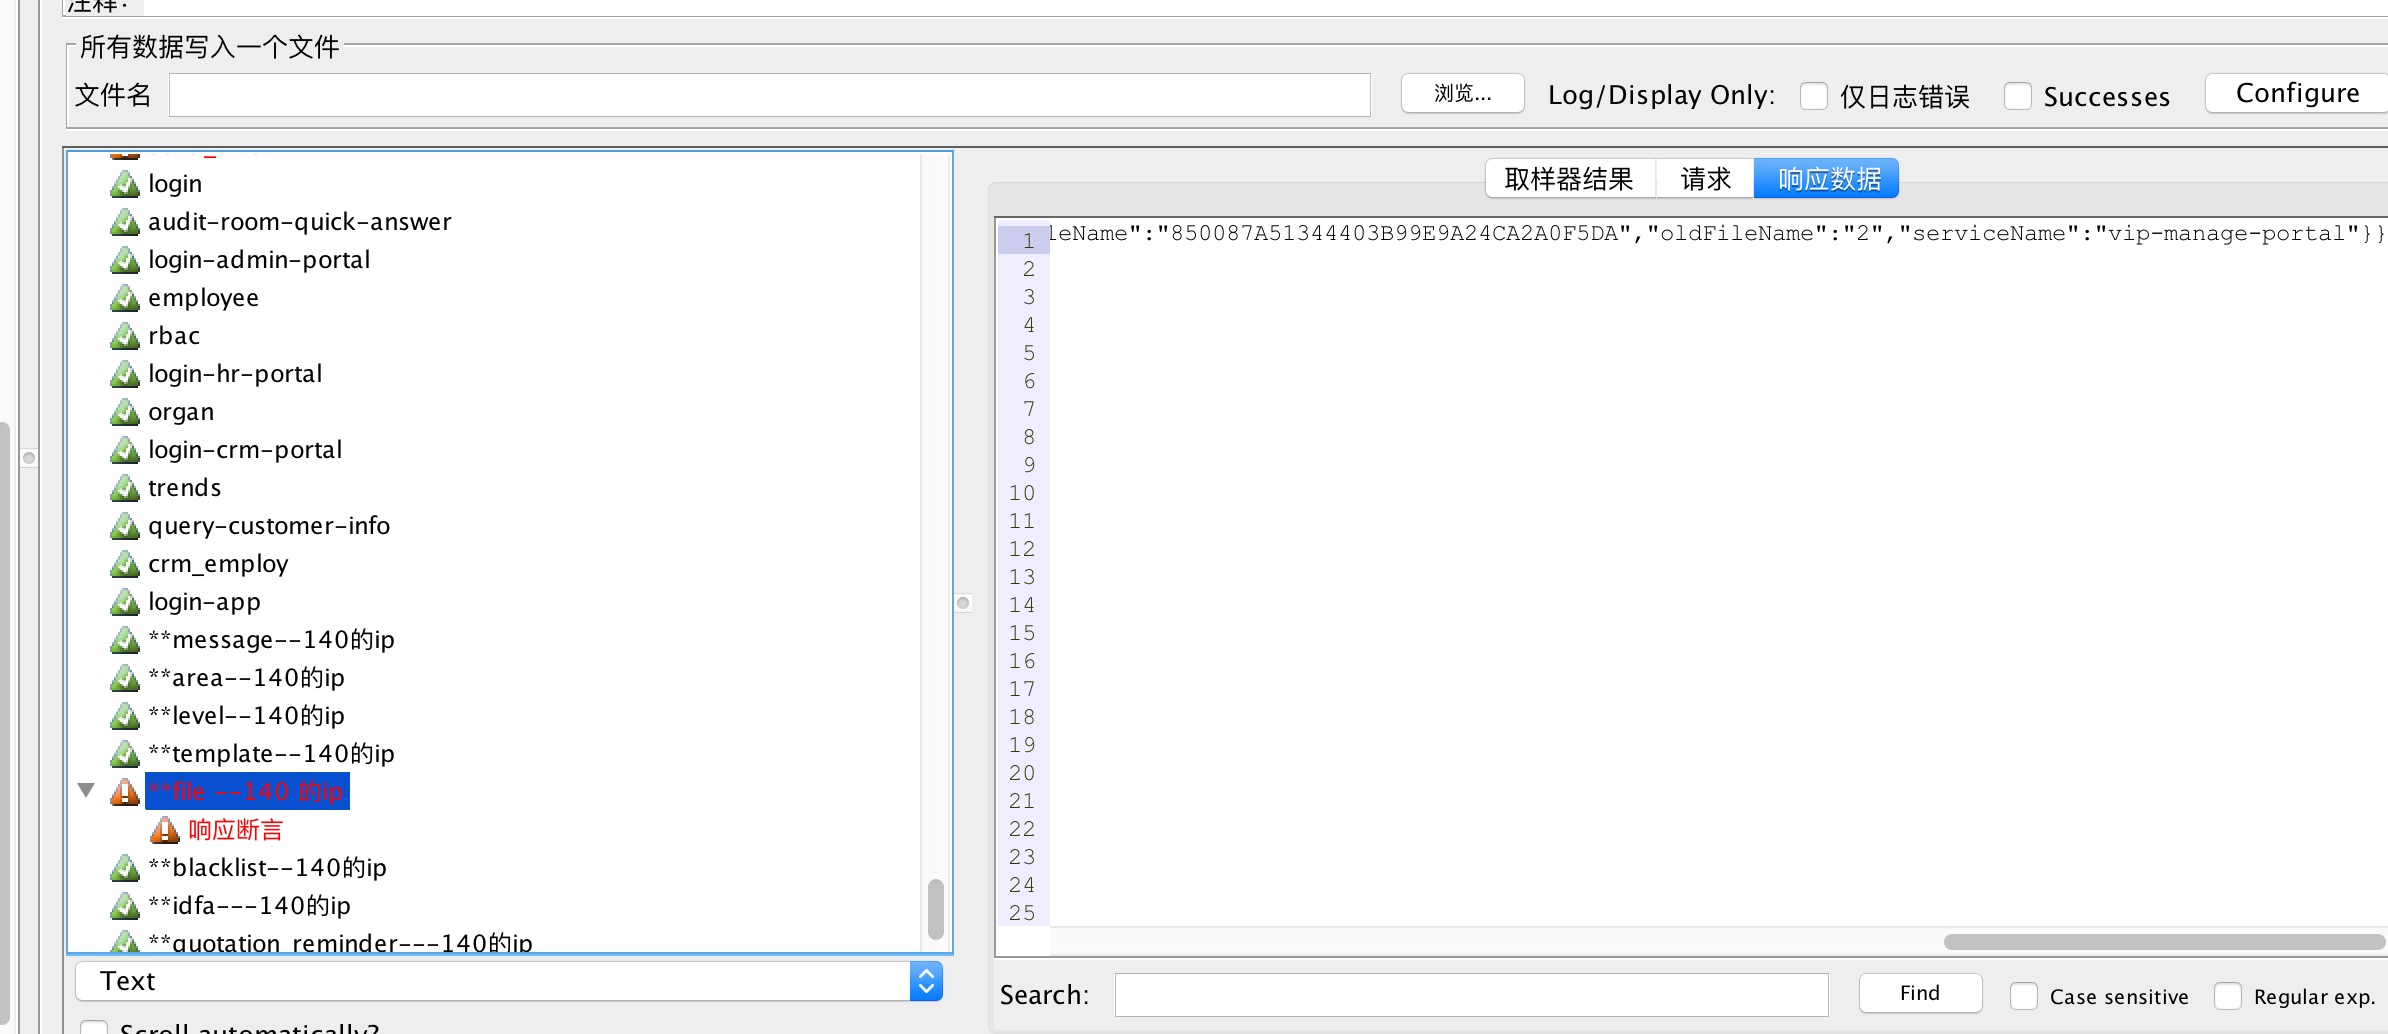 注释:
所有数据写入一个文件
文件名 浏览... Log/Display Only: 仅日志错误 Successes Configure
login
audit-room-quick-answer
login-admin-portal
employee
rbac
login-hr-portal
organ
login-crm-portal
trends
query-customer-info
crm_employ
login-app
**message--140的ip
**area--140的ip
**level--140的ip
**template--140的ip
**file --140 的ip
响应断言
**blacklist--140的ip
**idfa---140的ip
**quotation_reminder---140的ip
Text
Scroll automatically?
取样器结果 请求 响应数据
1 leName":"850087A51344403B99E9A24CA2A0F5DA","oldFileName":"2","serviceName":"vip-manage-portal"}}
2
3
4
5
6
7
8
9
10
11
12
13
14
15
16
17
18
19
20
21
22
23
24
25
Search: Find Case sensitive Regular exp.